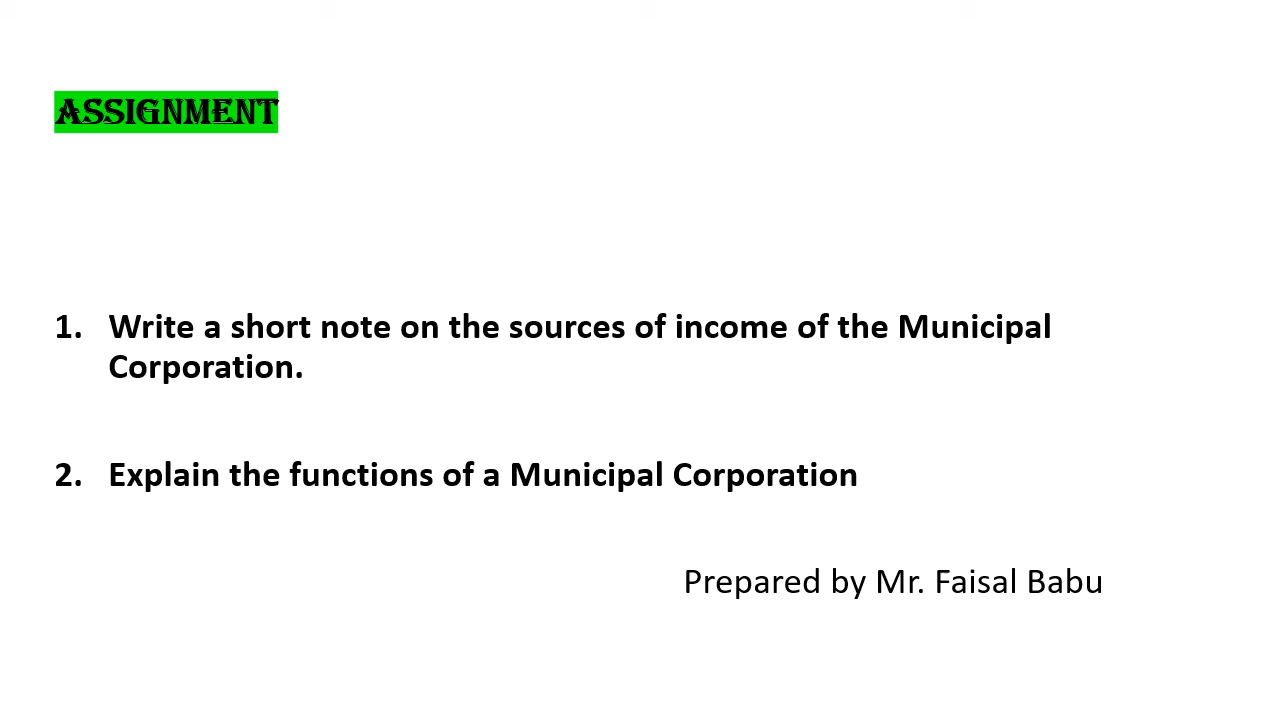 ASSIGNMENT
1. Write a short note on the sources of income of the Municipal
Corporation.
2. Explain the functions of a Municipal Corporation
Prepared by Mr. Faisal Babu